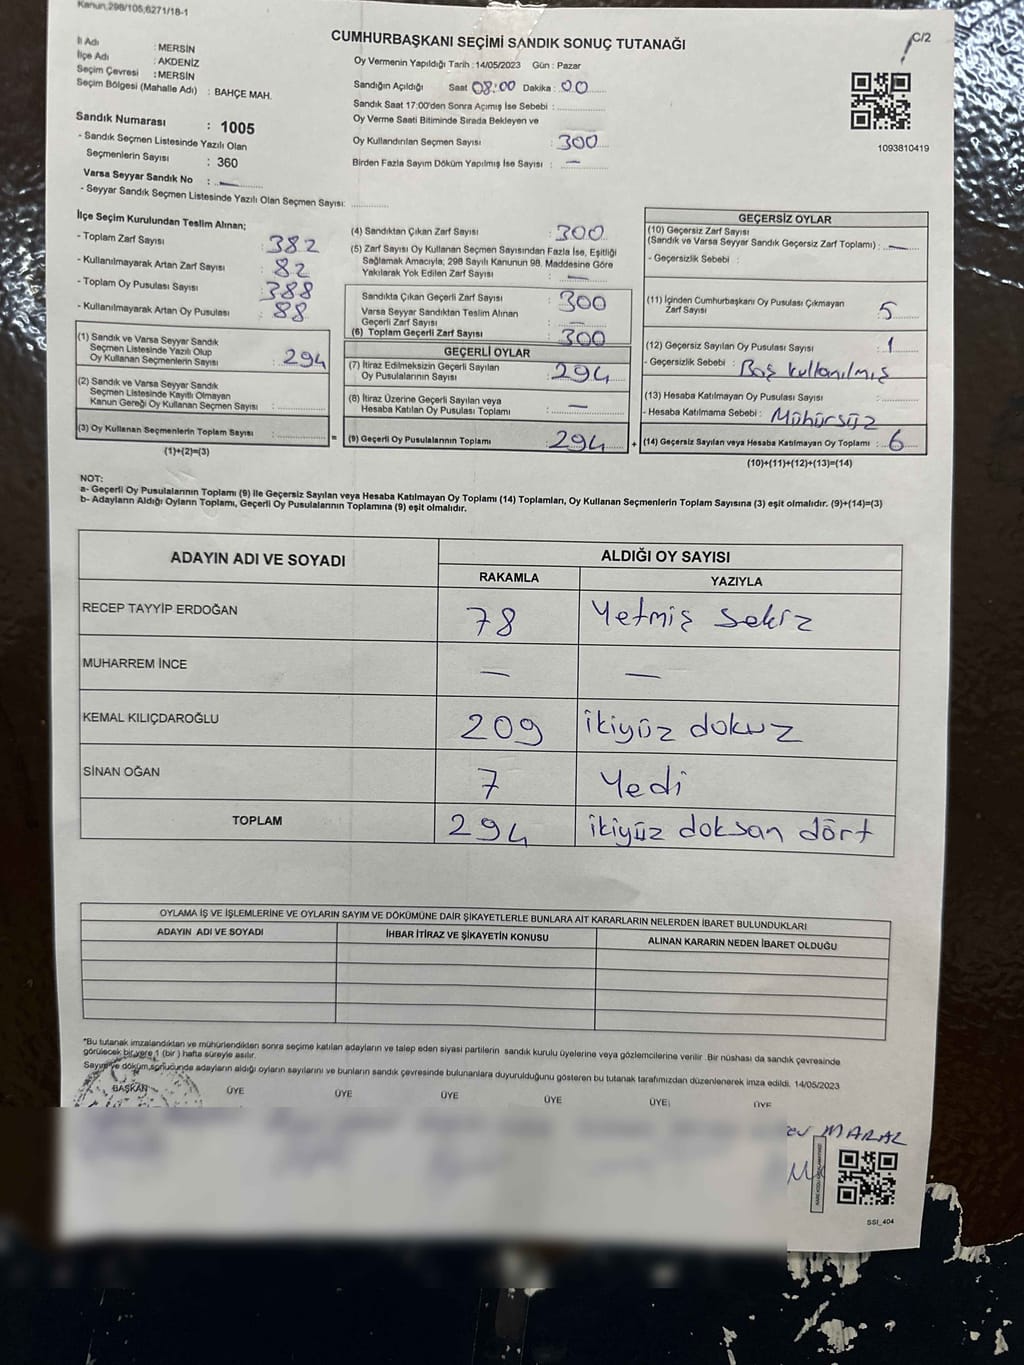 Kanun,298/105,6271/18-1
C/2
CUMHURBAŞKANI SEÇİMİ SANDIK SONUÇ TUTANAĞI
İl Adı : MERSİN
İlçe Adı : AKDENİZ
Seçim Çevresi : MERSİN
Seçim Bölgesi (Mahalle Adı) : BAHÇE MAH.
Sandık Numarası : 1005
- Sandık Seçmen Listesinde Yazılı Olan
Seçmenlerin Sayısı : 360
Varsa Seyyar Sandık No : —
- Seyyar Sandık Seçmen Listesinde Yazılı Olan Seçmen Sayısı:
Oy Vermenin Yapıldığı Tarih : 14/05/2023 Gün : Pazar
Sandığın Açıldığı Saat 08:00 Dakika : 00
Sandık Saat 17:00'den Sonra Açımış İse Sebebi :
Oy Verme Saati Bitiminde Sırada Bekleyen ve
Oy Kullandırılan Seçmen Sayısı : 300
Birden Fazla Sayım Döküm Yapılmış İse Sayısı : —
1093810419
İlçe Seçim Kurulundan Teslim Alınan;
- Toplam Zarf Sayısı : 382
- Kullanılmayarak Artan Zarf Sayısı : 82
- Toplam Oy Pusulası Sayısı : 388
- Kullanılmayarak Artan Oy Pusulası : 88
(1) Sandık ve Varsa Seyyar Sandık
Seçmen Listesinde Yazılı Olup
Oy Kullanan Seçmenlerin Sayısı : 294
(2) Sandık ve Varsa Seyyar Sandık
Seçmen Listesinde Kayıtlı Olmayan
Kanun Gereği Oy Kullanan Seçmen Sayısı :
(3) Oy Kullanan Seçmenlerin Toplam Sayısı :
(1)+(2)=(3)
(4) Sandıktan Çıkan Zarf Sayısı : 300
(5) Zarf Sayısı Oy Kullanan Seçmen Sayısından Fazla İse, Eşitliği
Sağlamak Amacıyla; 298 Sayılı Kanunun 98. Maddesine Göre
Yakılarak Yok Edilen Zarf Sayısı : —
Sandıkta Çıkan Geçerli Zarf Sayısı : 300
Varsa Seyyar Sandıktan Teslim Alınan
Geçerli Zarf Sayısı : —
(6) Toplam Geçerli Zarf Sayısı : 300
GEÇERLİ OYLAR
(7) İtiraz Edilmeksizin Geçerli Sayılan
Oy Pusulalarının Sayısı : 294
(8) İtiraz Üzerine Geçerli Sayılan veya
Hesaba Katılan Oy Pusulası Toplamı : —
= (9) Geçerli Oy Pusulalarının Toplamı : 294 +
GEÇERSİZ OYLAR
(10) Geçersiz Zarf Sayısı
(Sandık ve Varsa Seyyar Sandık Geçersiz Zarf Toplamı) : —
- Geçersizlik Sebebi :
(11) İçinden Cumhurbaşkanı Oy Pusulası Çıkmayan
Zarf Sayısı : 5
(12) Geçersiz Sayılan Oy Pusulası Sayısı : 1
- Geçersizlik Sebebi : Boş kullanılmış
(13) Hesaba Katılmayan Oy Pusulası Sayısı :
- Hesaba Katılmama Sebebi : Mühürsüz
(14) Geçersiz Sayılan veya Hesaba Katılmayan Oy Toplamı : 6
(10)+(11)+(12)+(13)=(14)
NOT:
a- Geçerli Oy Pusulalarının Toplamı (9) ile Geçersiz Sayılan veya Hesaba Katılmayan Oy Toplamı (14) Toplamları, Oy Kullanan Seçmenlerin Toplam Sayısına (3) eşit olmalıdır. (9)+(14)=(3)
b- Adayların Aldığı Oyların Toplamı, Geçerli Oy Pusulalarının Toplamına (9) eşit olmalıdır.
ADAYIN ADI VE SOYADI ALDIĞI OY SAYISI
RAKAMLA YAZIYLA
RECEP TAYYİP ERDOĞAN 78 Yetmiş sekiz
MUHARREM İNCE — —
KEMAL KILIÇDAROĞLU 209 ikiyüz dokuz
SİNAN OĞAN 7 Yedi
TOPLAM 294 ikiyüz doksan dört
OYLAMA İŞ VE İŞLEMLERİNE VE OYLARIN SAYIM VE DÖKÜMÜNE DAİR ŞİKAYETLERLE BUNLARA AİT KARARLARIN NELERDEN İBARET BULUNDUKLARI
ADAYIN ADI VE SOYADI İHBAR İTİRAZ VE ŞİKAYETİN KONUSU ALINAN KARARIN NEDEN İBARET OLDUĞU
*Bu tutanak imzalandıktan ve mühürlendikten sonra seçime katılan adayların ve talep eden siyasi partilerin sandık kurulu üyelerine veya gözlemcilerine verilir .Bir nüshası da sandık çevresinde
görülecek bir yere 1 (bir ) hafta süreyle asılır.
Sayım ve döküm sonucunda adayların aldığı oyların sayılarını ve bunların sandık çevresinde bulunanlara duyurulduğunu gösteren bu tutanak tarafımızdan düzenlenerek imza edildi. 14/05/2023
BAŞKAN ÜYE ÜYE ÜYE ÜYE ÜYE ÜYE
MARAL
SSI_404